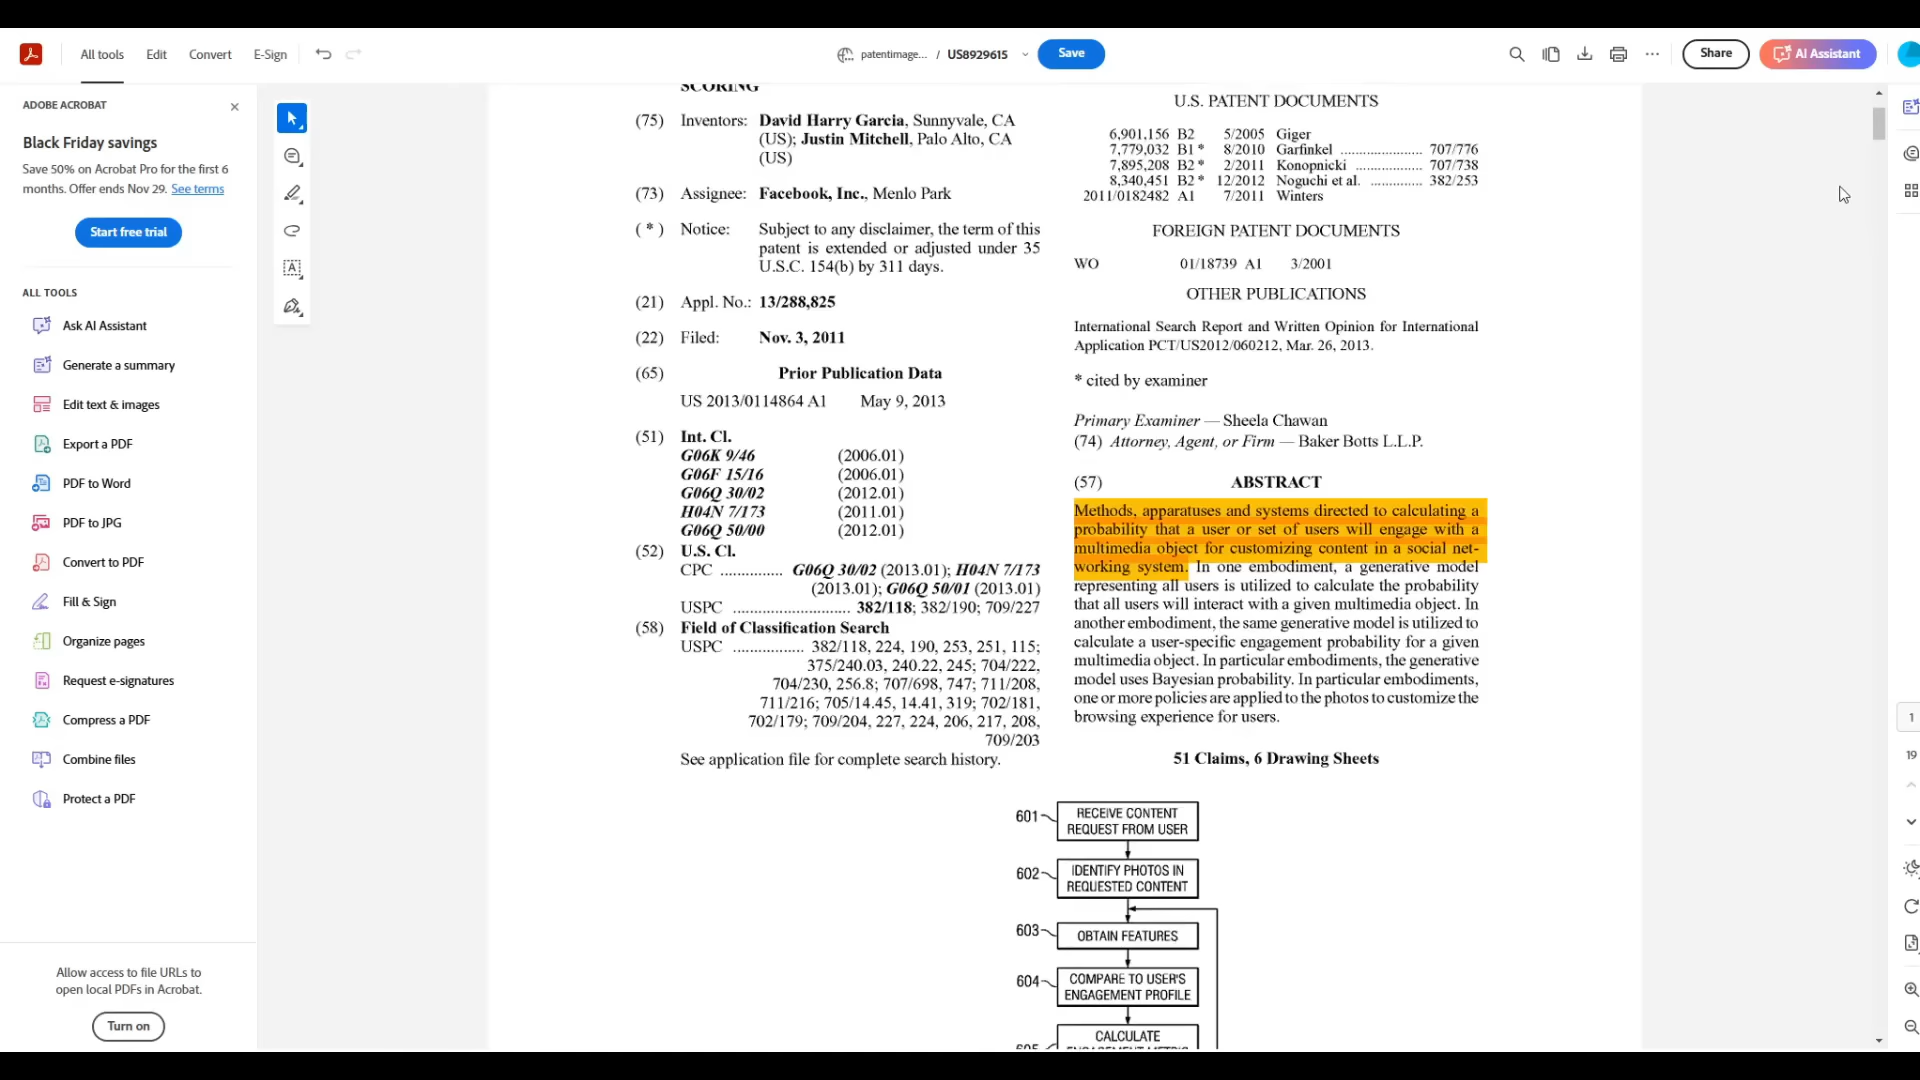 All tools
Edit
Convert
E-Sign
patentimage... / US8929615
Save
Share
AI Assistant
ADOBE ACROBAT
Black Friday savings
Save 50% on Acrobat Pro for the first 6
months. Offer ends Nov 29. See terms
Start free trial
ALL TOOLS
Ask AI Assistant
Generate a summary
Edit text & images
Export a PDF
PDF to Word
PDF to JPG
Convert to PDF
Fill & Sign
Organize pages
Request e-signatures
Compress a PDF
Combine files
Protect a PDF
Allow access to file URLs to
open local PDFs in Acrobat.
Turn on
SCORING
(75) Inventors: David Harry Garcia, Sunnyvale, CA
(US); Justin Mitchell, Palo Alto, CA
(US)
(73) Assignee: Facebook, Inc., Menlo Park
( * ) Notice: Subject to any disclaimer, the term of this
patent is extended or adjusted under 35
U.S.C. 154(b) by 311 days.
(21) Appl. No.: 13/288,825
(22) Filed: Nov. 3, 2011
(65) Prior Publication Data
US 2013/0114864 A1 May 9, 2013
(51) Int. Cl.
G06K 9/46 (2006.01)
G06F 15/16 (2006.01)
G06Q 30/02 (2012.01)
H04N 7/173 (2011.01)
G06Q 50/00 (2012.01)
(52) U.S. Cl.
CPC ............... G06Q 30/02 (2013.01); H04N 7/173
(2013.01); G06Q 50/01 (2013.01)
USPC ........................... 382/118; 382/190; 709/227
(58) Field of Classification Search
USPC ................. 382/118, 224, 190, 253, 251, 115;
375/240.03, 240.22, 245; 704/222,
704/230, 256.8; 707/698, 747; 711/208,
711/216; 705/14.45, 14.41, 319; 702/181,
702/179; 709/204, 227, 224, 206, 217, 208,
709/203
See application file for complete search history.
U.S. PATENT DOCUMENTS
6,901,156 B2 5/2005 Giger
7,779,032 B1 * 8/2010 Garfinkel ...................... 707/776
7,895,208 B2 * 2/2011 Konopnicki ................... 707/738
8,340,451 B2 * 12/2012 Noguchi et al. .............. 382/253
2011/0182482 A1 7/2011 Winters
FOREIGN PATENT DOCUMENTS
WO 01/18739 A1 3/2001
OTHER PUBLICATIONS
International Search Report and Written Opinion for International
Application PCT/US2012/060212, Mar. 26, 2013.
* cited by examiner
Primary Examiner — Sheela Chawan
(74) Attorney, Agent, or Firm — Baker Botts L.L.P.
(57) ABSTRACT
Methods, apparatuses and systems directed to calculating a
probability that a user or set of users will engage with a
multimedia object for customizing content in a social net-
working system. In one embodiment, a generative model
representing all users is utilized to calculate the probability
that all users will interact with a given multimedia object. In
another embodiment, the same generative model is utilized to
calculate a user-specific engagement probability for a given
multimedia object. In particular embodiments, the generative
model uses Bayesian probability. In particular embodiments,
one or more policies are applied to the photos to customize the
browsing experience for users.
51 Claims, 6 Drawing Sheets
601 RECEIVE CONTENT
REQUEST FROM USER
602 IDENTIFY PHOTOS IN
REQUESTED CONTENT
603 OBTAIN FEATURES
604 COMPARE TO USER'S
ENGAGEMENT PROFILE
CALCULATE
1
19